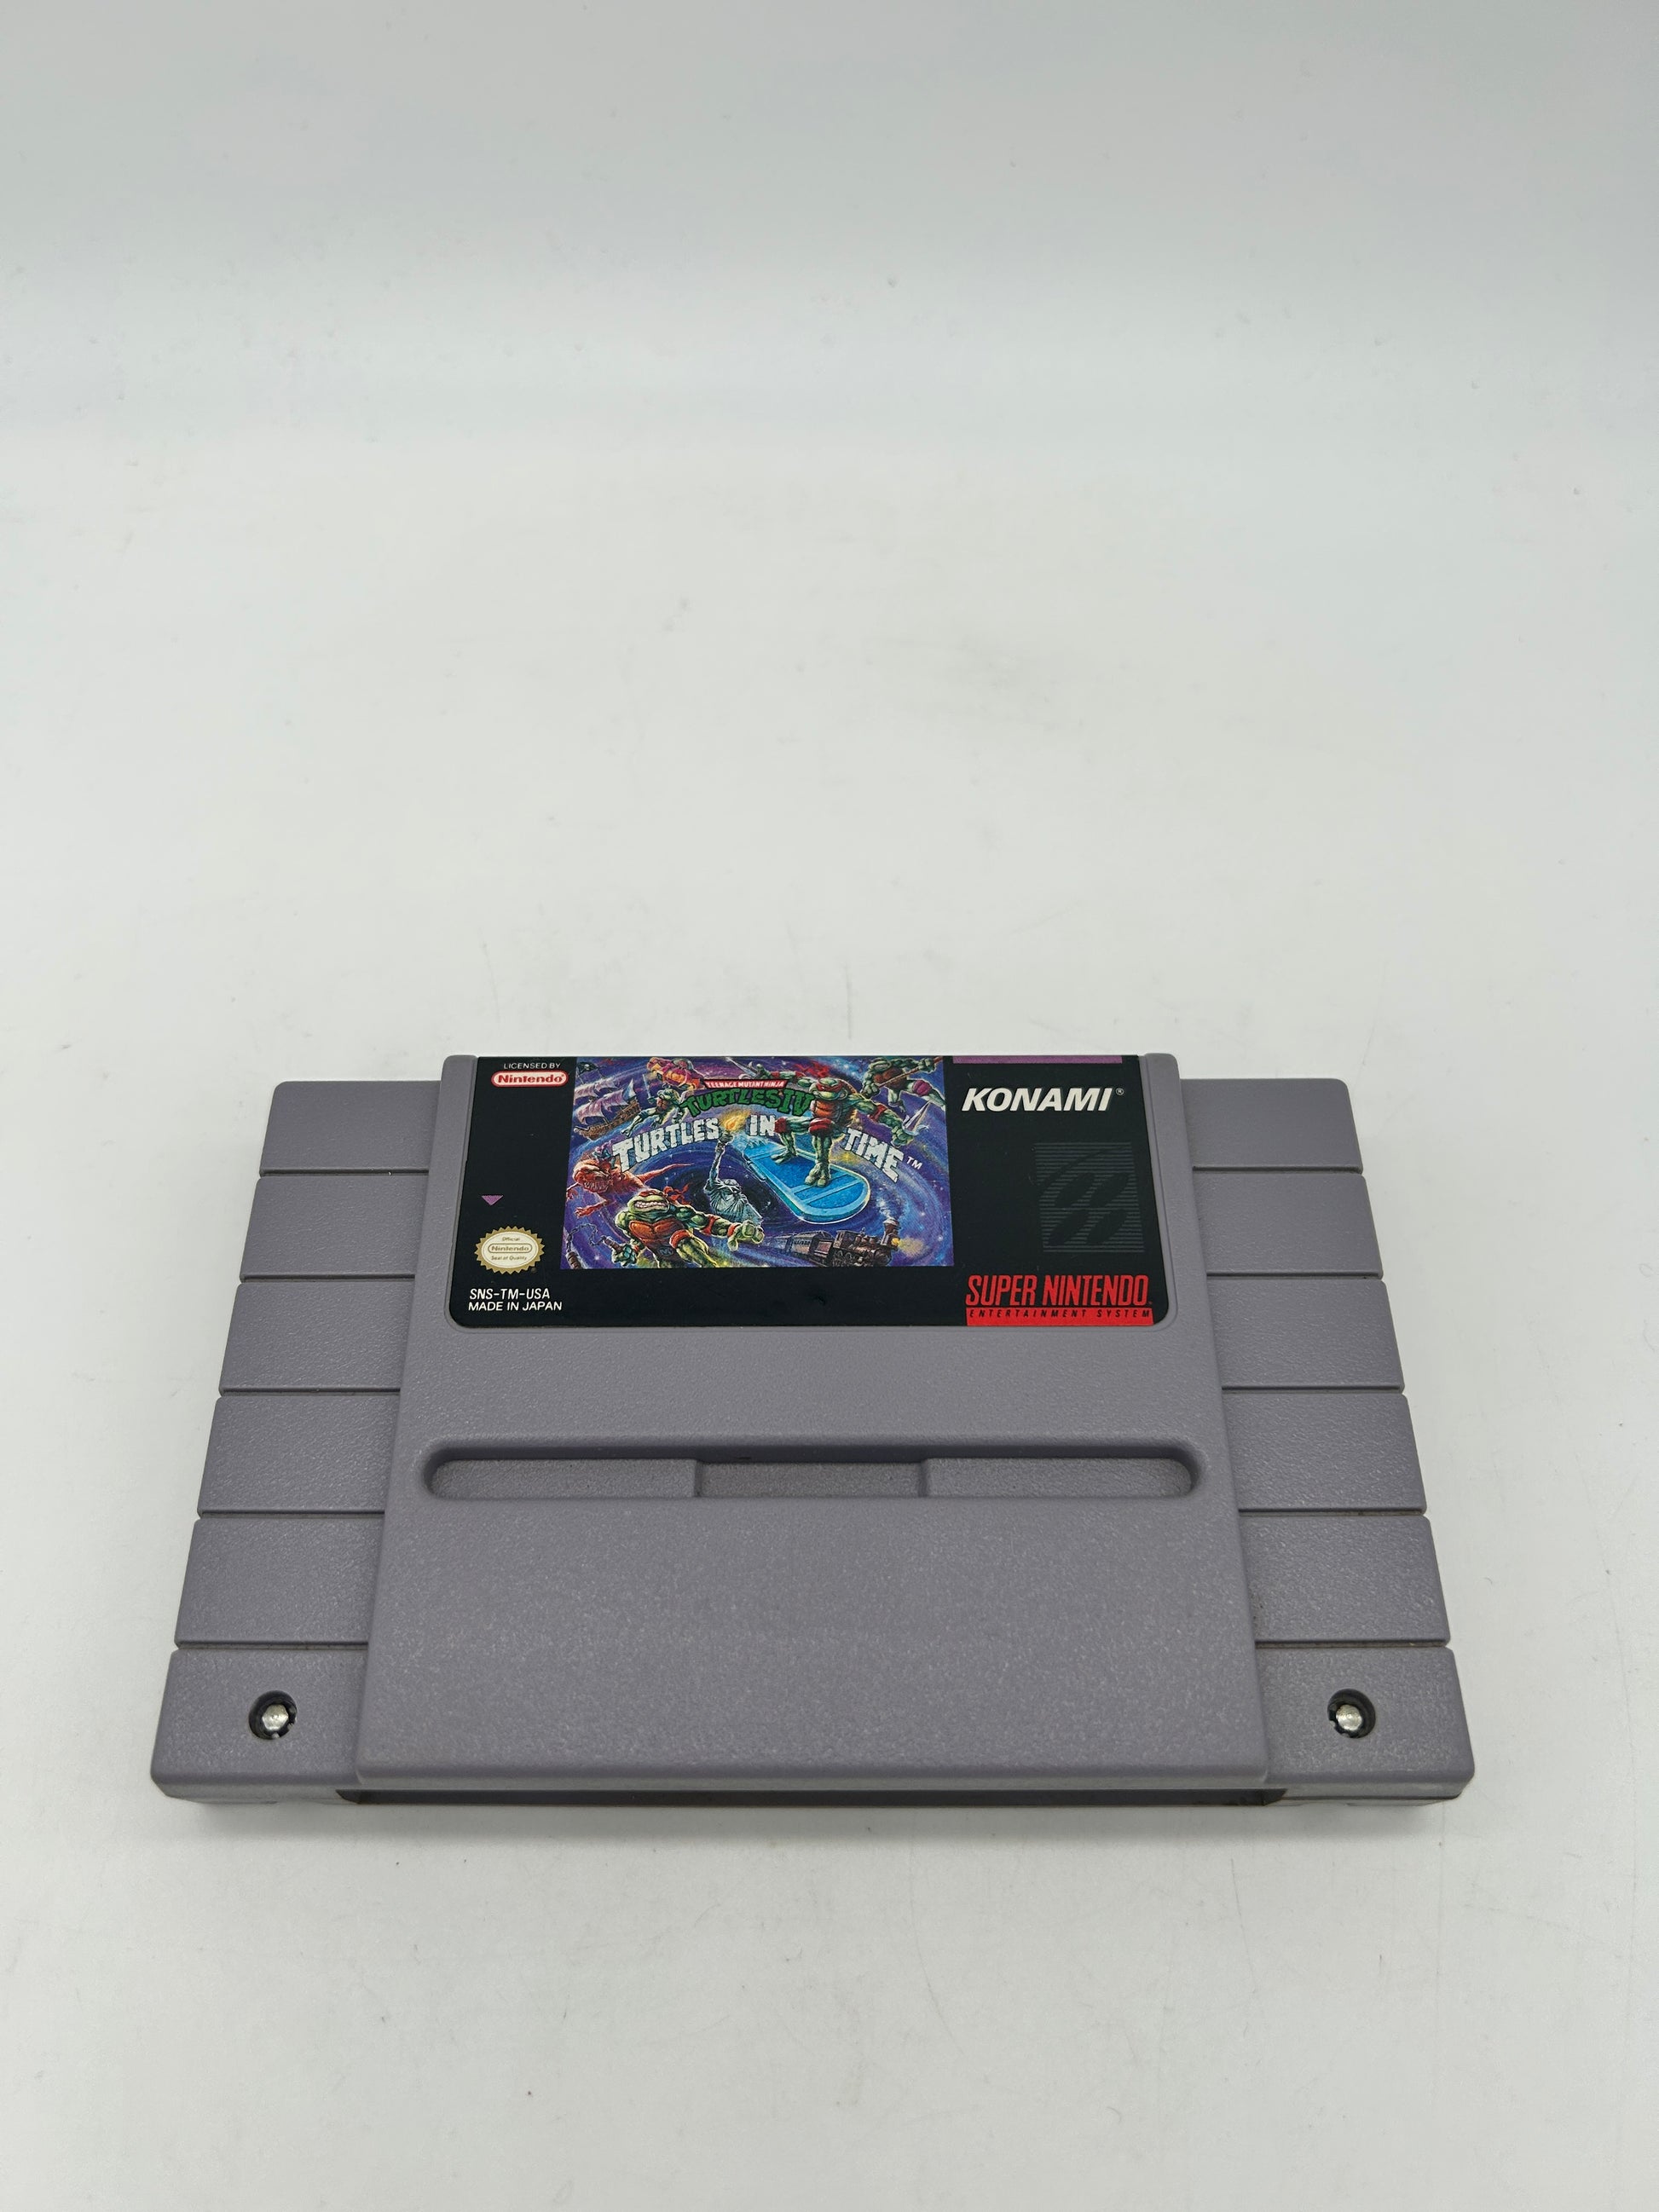 LICENSED BY
Nintendo®
TEENAGE MUTANT NINJA
TURTLES IV
TURTLES IN TIME™
KONAMI®
Official
Nintendo
Seal of Quality
SNS-TM-USA
MADE IN JAPAN
SUPER NINTENDO
ENTERTAINMENT SYSTEM